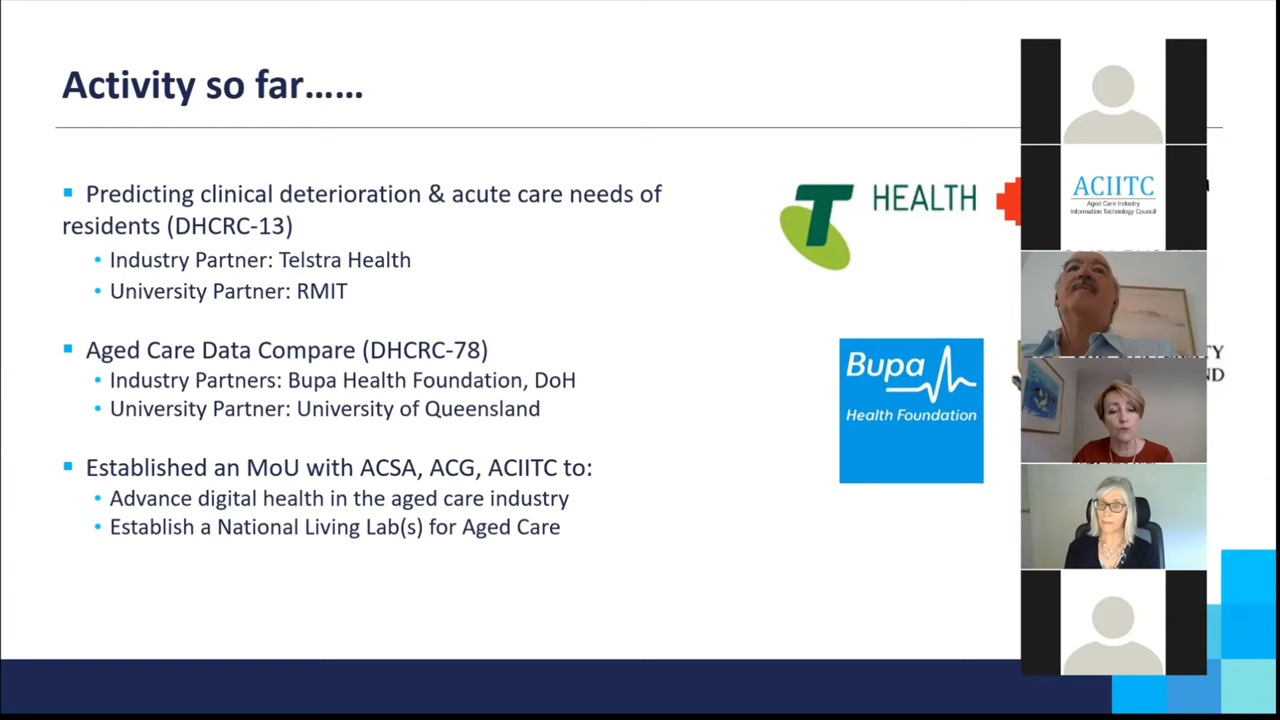 Activity so far……
Predicting clinical deterioration & acute care needs of
residents (DHCRC-13)
Industry Partner: Telstra Health
University Partner: RMIT
Aged Care Data Compare (DHCRC-78)
Industry Partners: Bupa Health Foundation, DoH
University Partner: University of Queensland
Established an MoU with ACSA, ACG, ACIITC to:
Advance digital health in the aged care industry
Establish a National Living Lab(s) for Aged Care
T HEALTH
Bupa
Health Foundation
ACIITC
Aged Care Industry
Information Technology Council